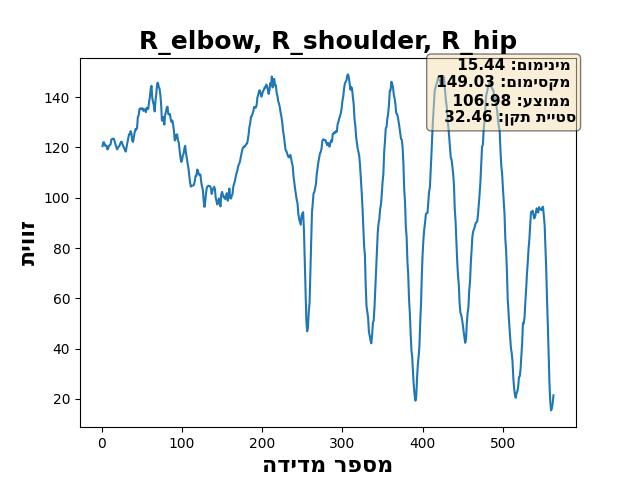 R_elbow, R_shoulder, R_hip
מינימום: 15.44
מקסימום: 149.03
ממוצע: 106.98
סטיית תקן: 32.46
זווית
140
120
100
80
60
40
20
0 100 200 300 400 500
מספר מדידה